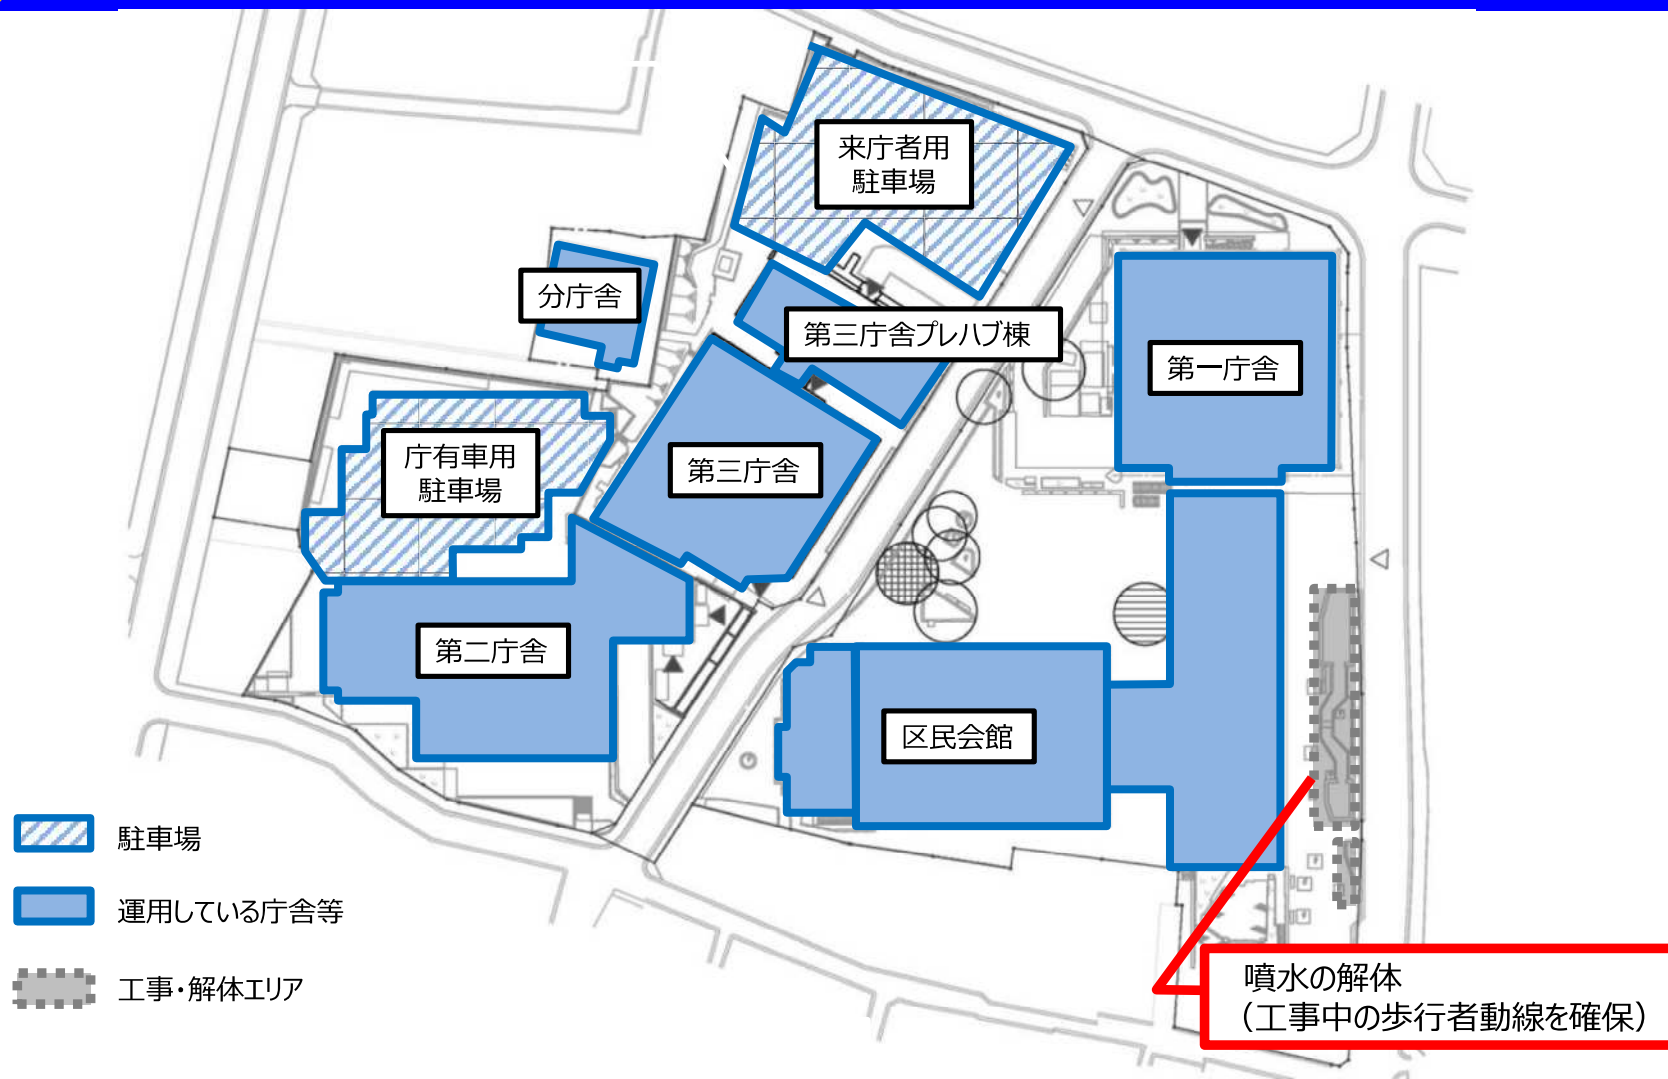 来庁者用
駐車場
分庁舎
第三庁舎プレハブ棟
第一庁舎
庁有車用
駐車場
第三庁舎
第二庁舎
区民会館
駐車場
運用している庁舎等
工事・解体エリア
噴水の解体
（工事中の歩行者動線を確保）